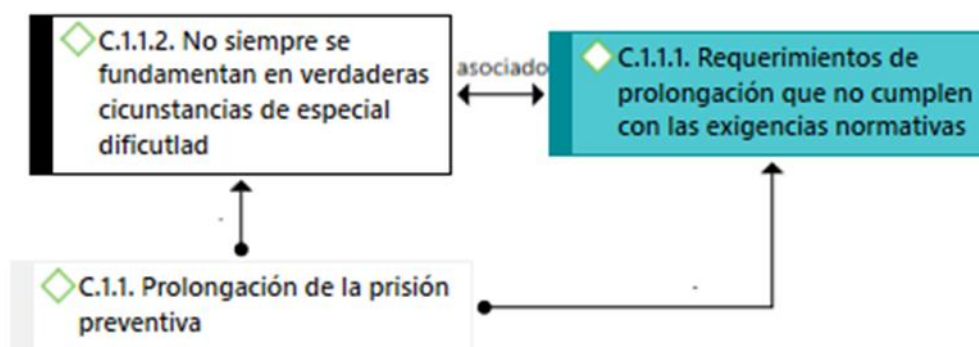 C.1.1.2. No siempre se
fundamentan en verdaderas
cicunstancias de especial
dificutlad
asociado
C.1.1.1. Requerimientos de
prolongación que no cumplen
con las exigencias normativas
C.1.1. Prolongación de la prisión
preventiva